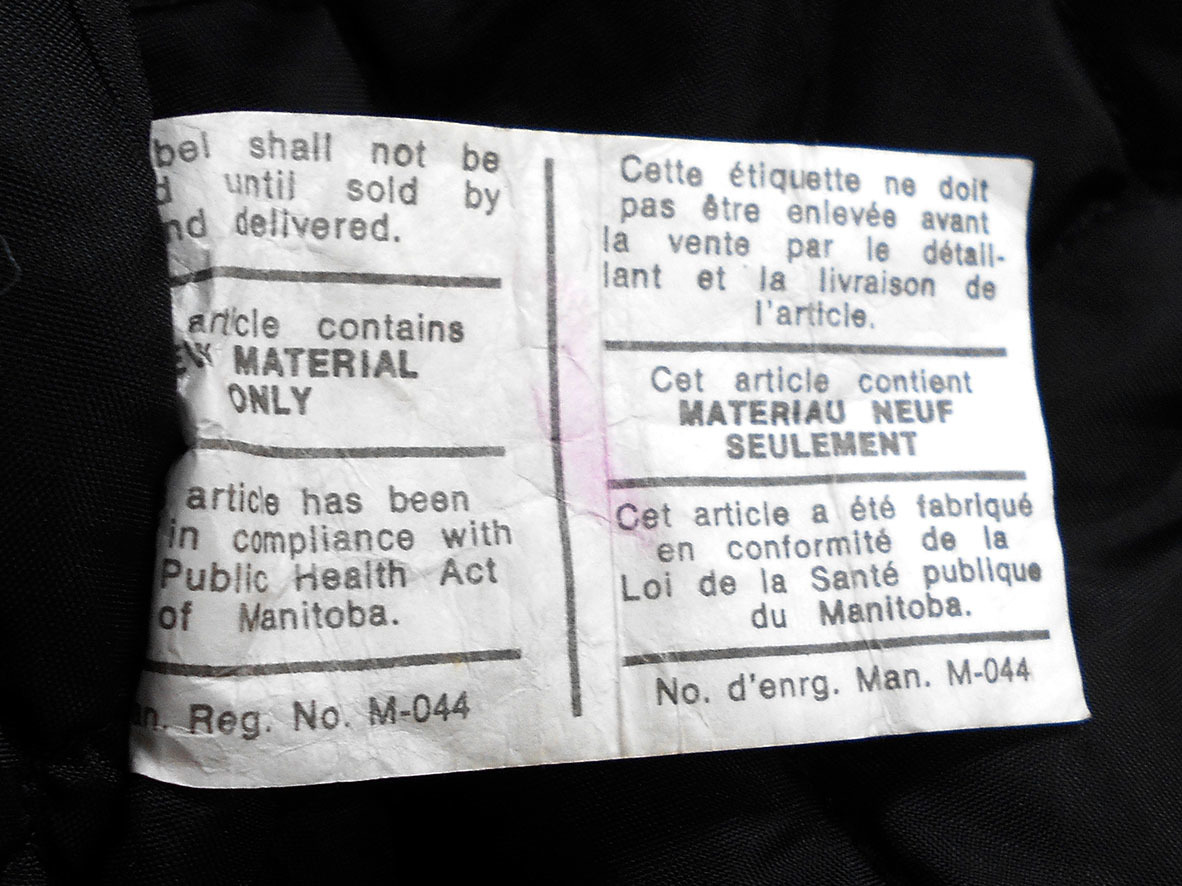 shall not be
until sold by
delivered.
article contains
MATERIAL
ONLY
article has been
in compliance with
Public Health Act
of Manitoba.
Reg. No. M-044
Cette étiquette ne doit
pas être enlevée avant
la vente par le détail-
lant et la livraison de
l'article.
Cet article contient
MATERIAU NEUF
SEULEMENT
Cet article a été fabriqué
en conformité de la
Loi de la Santé publique
du Manitoba.
No. d'enrg. Man. M-044